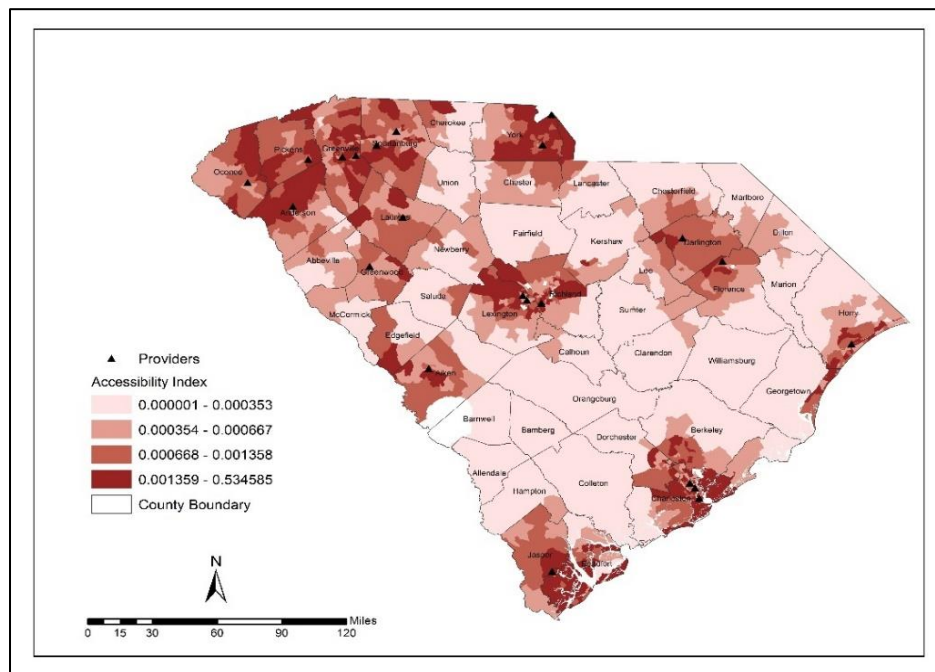 Cherokee
York
Spartanburg
Greenville
Pickens
Oconee
Union
Chester
Lancaster
Chesterfield
Marlboro
Anderson
Laurens
Darlington
Dillon
Fairfield
Kershaw
Newberry
Lee
Abbeville
Greenwood
Florence
Marion
Saluda
Richland
Lexington
Sumter
Horry
McCormick
Edgefield
Calhoun
Clarendon
Williamsburg
Aiken
Georgetown
Orangeburg
Barnwell
Bamberg
Berkeley
Dorchester
Allendale
Colleton
Hampton
Charleston
Jasper
Beaufort
Providers
Accessibility Index
0.000001 - 0.000353
0.000354 - 0.000667
0.000668 - 0.001358
0.001359 - 0.534585
County Boundary
N
Miles
0 15 30 60 90 120